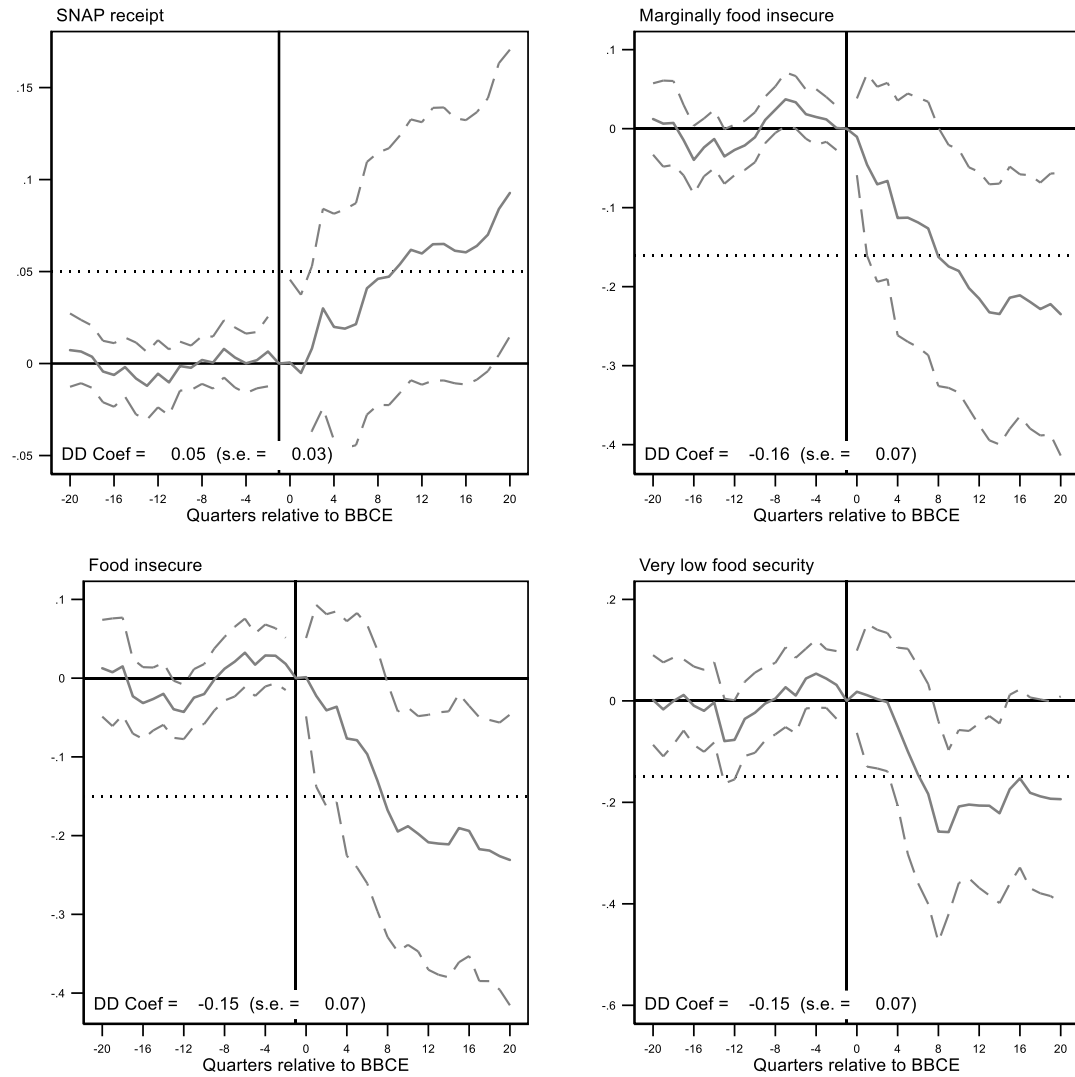 SNAP receipt
.15
.1
.05
0
-.05
DD Coef = 0.05 (s.e. = 0.03)
-20 -16 -12 -8 -4 0 4 8 12 16 20
Quarters relative to BBCE
Marginally food insecure
.1
0
-.1
-.2
-.3
-.4
DD Coef = -0.16 (s.e. = 0.07)
-20 -16 -12 -8 -4 0 4 8 12 16 20
Quarters relative to BBCE
Food insecure
.1
0
-.1
-.2
-.3
-.4
DD Coef = -0.15 (s.e. = 0.07)
-20 -16 -12 -8 -4 0 4 8 12 16 20
Quarters relative to BBCE
Very low food security
.2
0
-.2
-.4
-.6
DD Coef = -0.15 (s.e. = 0.07)
-20 -16 -12 -8 -4 0 4 8 12 16 20
Quarters relative to BBCE